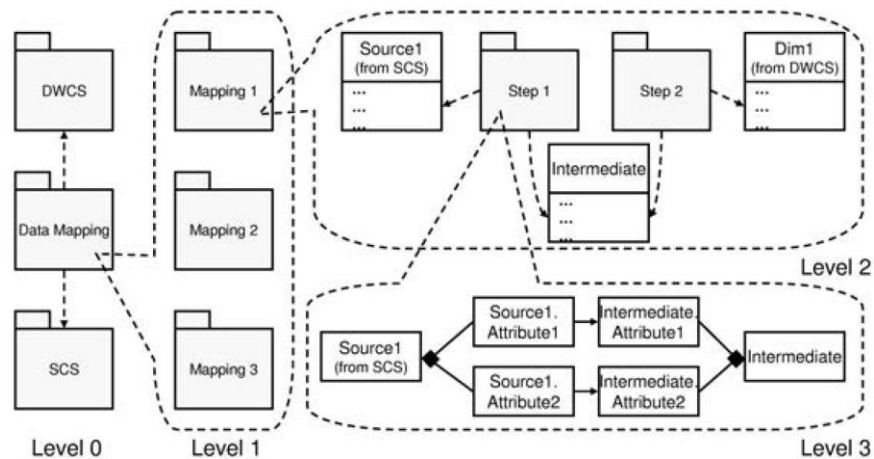 DWCS
Data Mapping
SCS
Level 0
Mapping 1
Mapping 2
Mapping 3
Level 1
Source1
(from SCS)
...
...
...
Step 1
Step 2
Dim1
(from DWCS)
...
...
...
Intermediate
...
...
...
Level 2
Source1
(from SCS)
Source1.
Attribute1
Intermediate.
Attribute1
Source1.
Attribute2
Intermediate.
Attribute2
Intermediate
Level 3